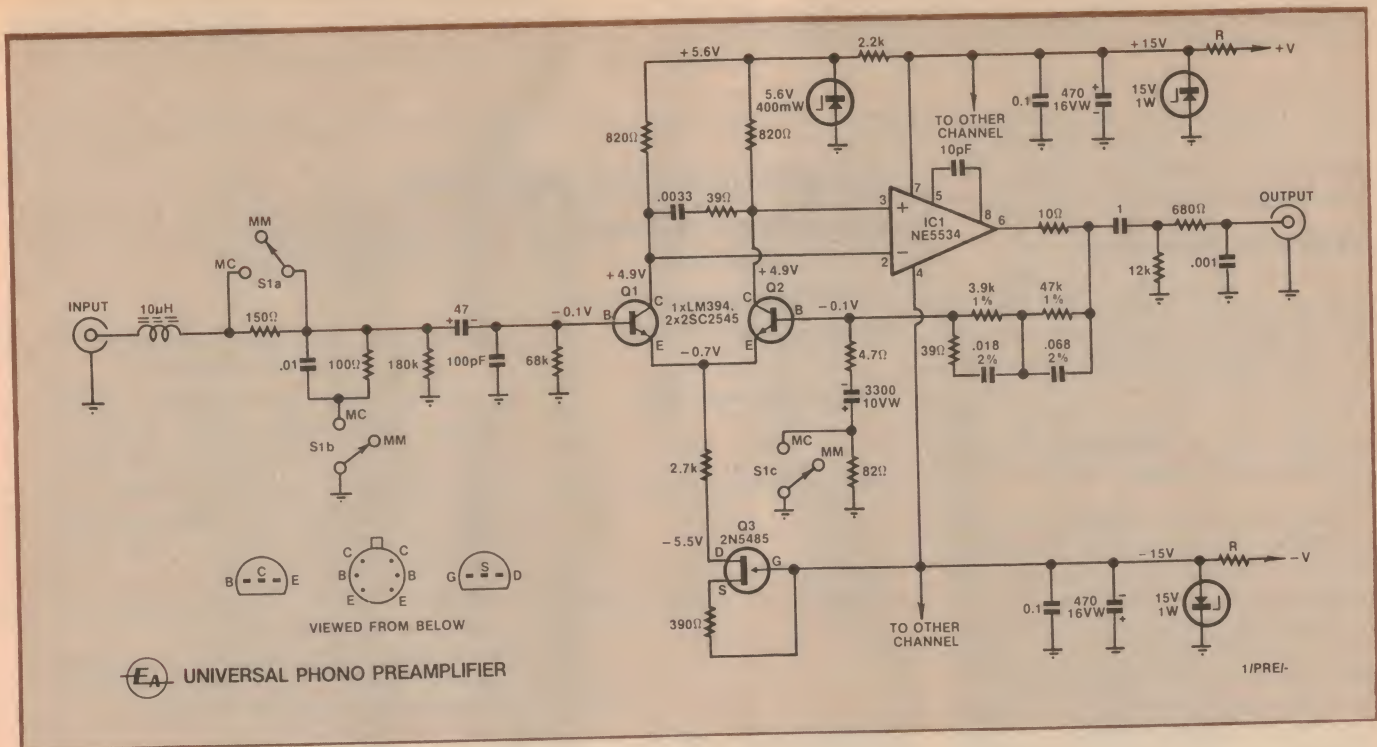 +5.6V
2.2k
+15V
R
+V
5.6V
400mW
0.1
470
16VW
+
-
15V
1W
820Ω
820Ω
TO OTHER
CHANNEL
10pF
.0033
39Ω
3
+
7
5
8
6
IC1
NE5534
-
2
4
10Ω
1
680Ω
OUTPUT
12k
.001
MM
MC
S1a
INPUT
10µH
150Ω
+4.9V
+4.9V
Q1
C
B
E
1xLM394.
2x2SC2545
Q2
C
B
E
-0.1V
-0.1V
-0.7V
47
+
-
.01
100Ω
180k
100pF
68k
MC
S1b
MM
3.9k
1%
47k
1%
39Ω
.018
2%
.068
2%
4.7Ω
-
3300
10VW
+
MC
MM
S1c
82Ω
2.7k
Q3
2N5485
-5.5V
D
G
S
390Ω
-15V
R
-V
0.1
470
16VW
-
+
15V
1W
TO OTHER
CHANNEL
B C E
C C
B B
E E
G S D
VIEWED FROM BELOW
EA UNIVERSAL PHONO PREAMPLIFIER
1/PRE/-